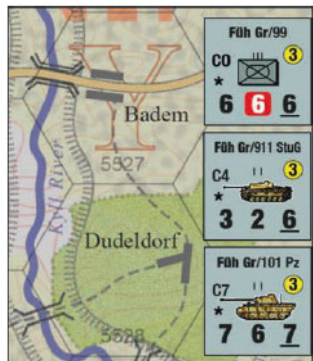 Füh Gr/99
3
CO
★
6 6 6
Y
Badem
5527
Kyll River
Füh Gr/911 StuG
3
C4
★
3 2 6
Dudeldorf
Füh Gr/101 Pz
3
C7
★
7 6 7
5528